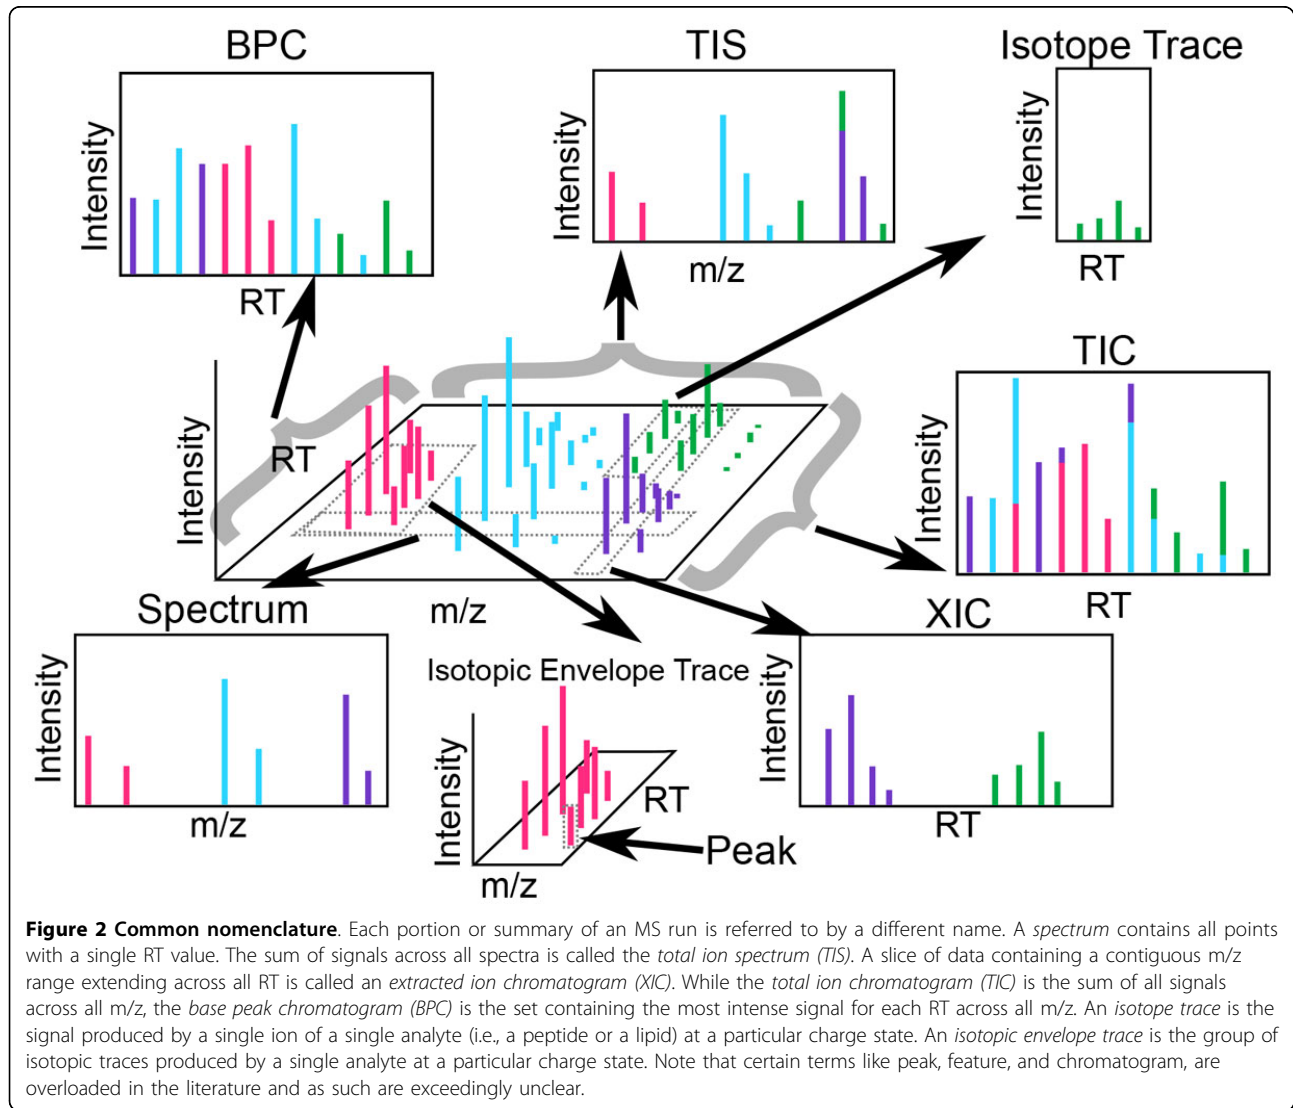 BPC
Intensity
RT
TIS
Intensity
m/z
Isotope Trace
Intensity
RT
Intensity
RT
m/z
TIC
Intensity
RT
Spectrum
Intensity
m/z
Isotopic Envelope Trace
Intensity
RT
m/z
Peak
XIC
Intensity
RT
Figure 2 Common nomenclature. Each portion or summary of an MS run is referred to by a different name. A spectrum contains all points
with a single RT value. The sum of signals across all spectra is called the total ion spectrum (TIS). A slice of data containing a contiguous m/z
range extending across all RT is called an extracted ion chromatogram (XIC). While the total ion chromatogram (TIC) is the sum of all signals
across all m/z, the base peak chromatogram (BPC) is the set containing the most intense signal for each RT across all m/z. An isotope trace is the
signal produced by a single ion of a single analyte (i.e., a peptide or a lipid) at a particular charge state. An isotopic envelope trace is the group of
isotopic traces produced by a single analyte at a particular charge state. Note that certain terms like peak, feature, and chromatogram, are
overloaded in the literature and as such are exceedingly unclear.